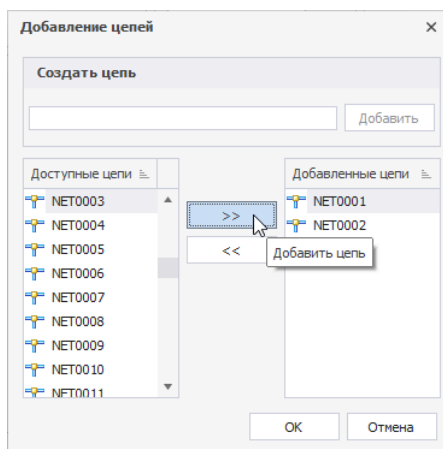 Добавление цепей
Создать цепь
Добавить
Доступные цепи
Добавленные цепи
NET0003
NET0004
NET0005
NET0006
NET0007
NET0008
NET0009
NET0010
NET0011
>>
<<
Добавить цепь
NET0001
NET0002
OK
Отмена